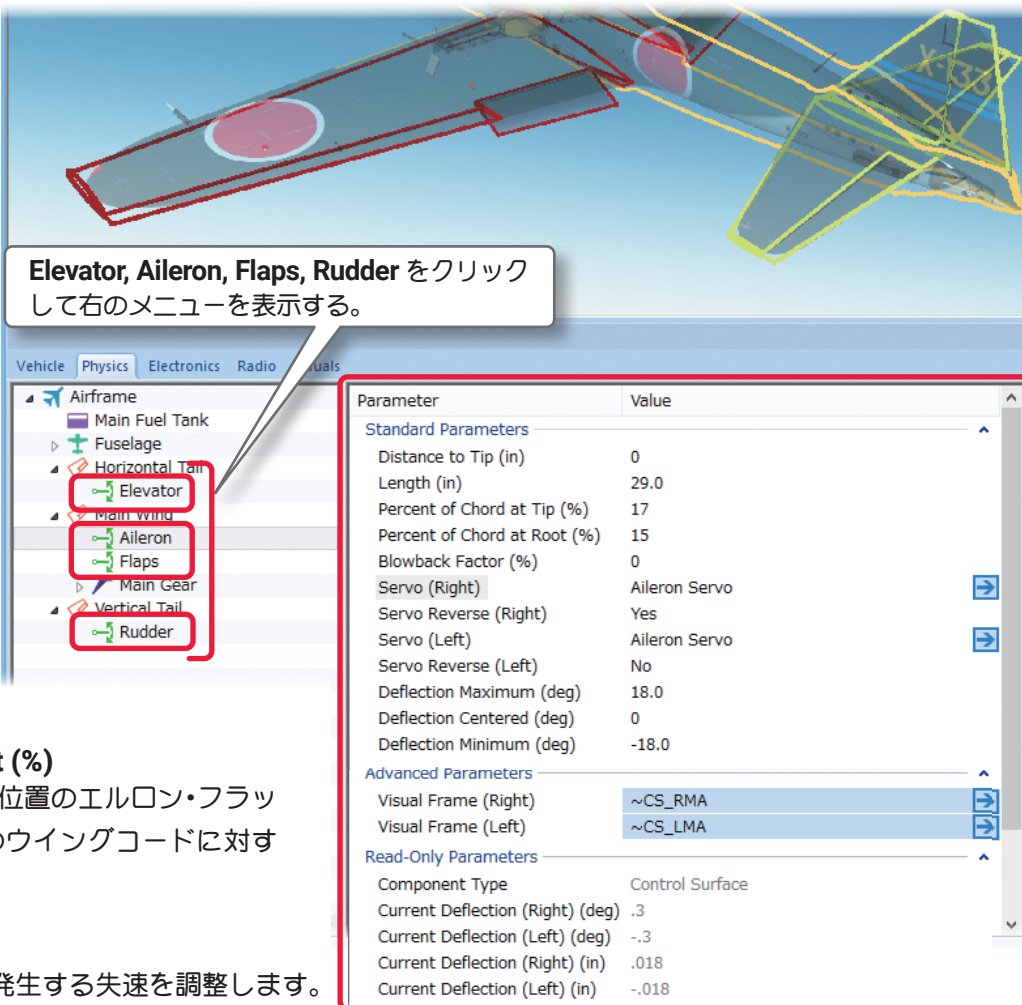 X-133
Elevator, Aileron, Flaps, Rudder をクリック
して右のメニューを表示する。
Vehicle Physics Electronics Radio
Airframe
Main Fuel Tank
Fuselage
Horizontal Tail
Elevator
Main Wing
Aileron
Flaps
Main Gear
Vertical Tail
Rudder
Parameter Value
Standard Parameters
Distance to Tip (in) 0
Length (in) 29.0
Percent of Chord at Tip (%) 17
Percent of Chord at Root (%) 15
Blowback Factor (%) 0
Servo (Right) Aileron Servo
Servo Reverse (Right) Yes
Servo (Left) Aileron Servo
Servo Reverse (Left) No
Deflection Maximum (deg) 18.0
Deflection Centered (deg) 0
Deflection Minimum (deg) -18.0
Advanced Parameters
Visual Frame (Right) ~CS_RMA
Visual Frame (Left) ~CS_LMA
Read-Only Parameters
Component Type Control Surface
Current Deflection (Right) (deg) .3
Current Deflection (Left) (deg) -.3
Current Deflection (Right) (in) .018
Current Deflection (Left) (in) -.018
t (%)
位置のエルロン・フラッ
のウイングコードに対す
発生する失速を調整します。